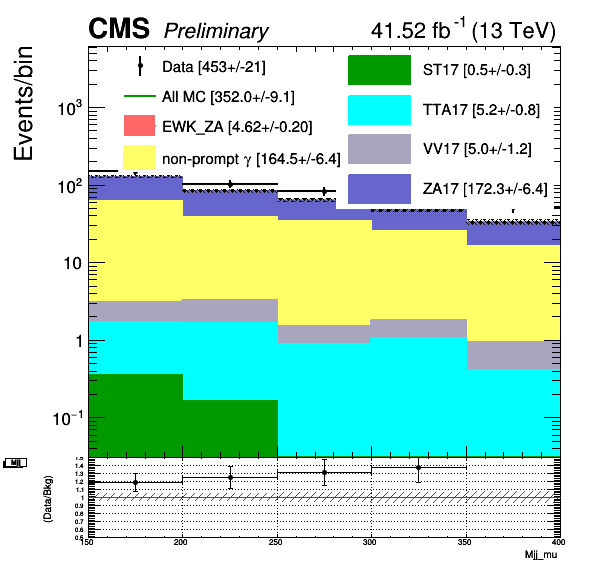 CMS Preliminary 41.52 fb⁻¹ (13 TeV)
Events/bin
Data [453+/-21]
All MC [352.0+/-9.1]
EWK_ZA [4.62+/-0.20]
non-prompt γ [164.5+/-6.4]
ST17 [0.5+/-0.3]
TTA17 [5.2+/-0.8]
VV17 [5.0+/-1.2]
ZA17 [172.3+/-6.4]
10³
10²
10
1
10⁻¹
Mjj
(Data/Bkg)
1.5
1.4
1.3
1.2
1.1
1
0.9
0.8
0.7
0.6
0.5
150 200 250 300 350 400
Mjj_mu